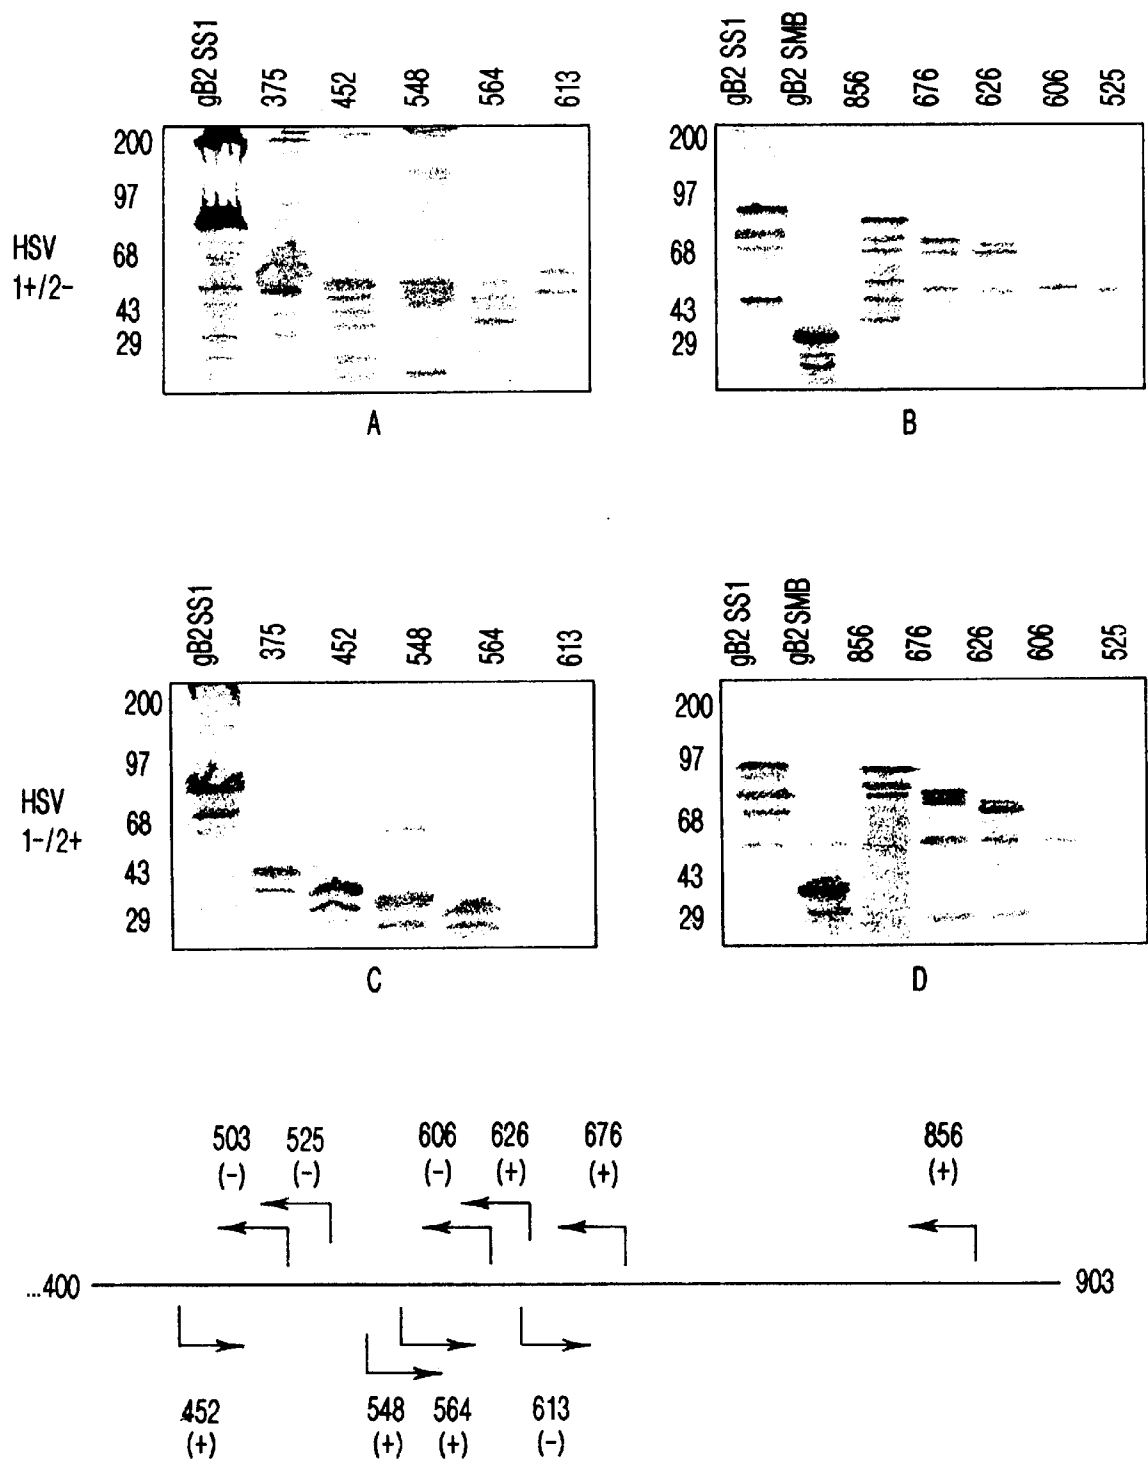 gB2 SS1 375 452 548 564 613
200
97
68
43
29
HSV
1+/2-
A
gB2 SS1 gB2 SMB 856 676 626 606 525
200
97
68
43
29
B
gB2SS1 375 452 548 564 613
200
97
68
43
29
HSV
1-/2+
C
gB2 SS1 gB2SMB 856 676 626 606 525
200
97
68
43
29
D
503 525 606 626 676 856
(-) (-) (-) (+) (+) (+)
...400 903
452 548 564 613
(+) (+) (+) (-)